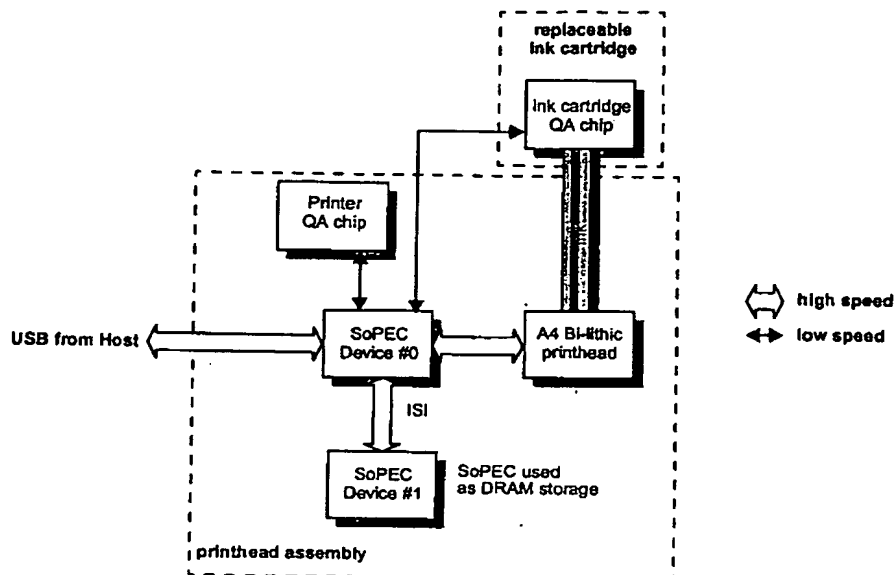 replaceable
ink cartridge
Ink cartridge
QA chip
Printer
QA chip
USB from Host
SoPEC
Device #0
A4 Bi-lithic
printhead
high speed
low speed
ISI
SoPEC
Device #1
SoPEC used
as DRAM storage
printhead assembly